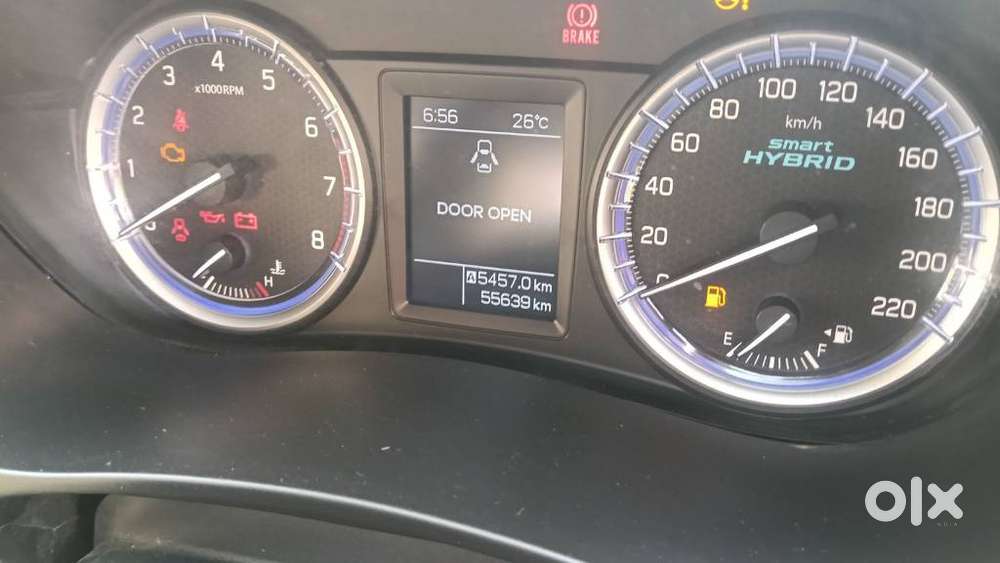 BRAKE
4
3
5
x1000RPM
2
6
1
7
8
H
6:56 26°C
DOOR OPEN
A 5457.0 km
55639 km
100 120
80
140
km/h
60
smart
HYBRID
160
40
180
20
200
220
E
F
olx
INDIA